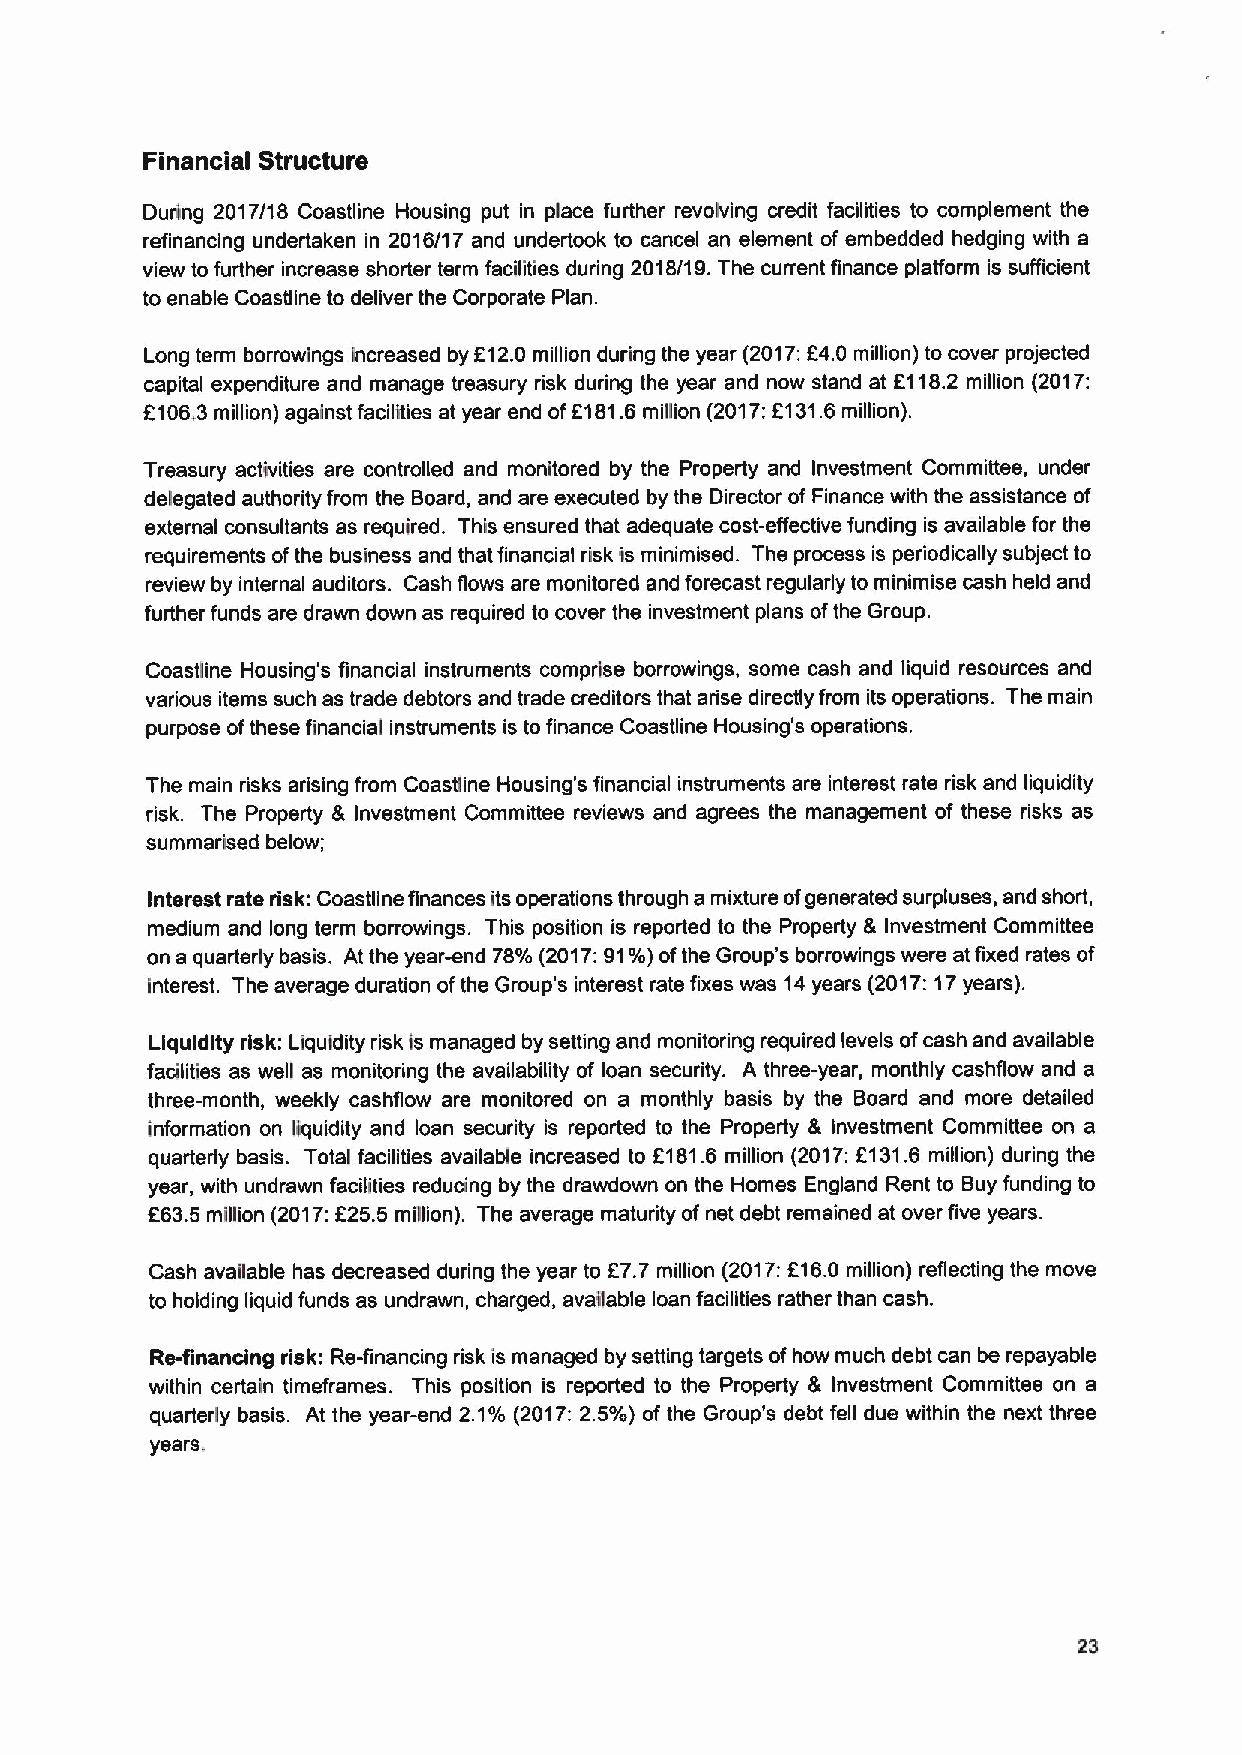 Financial Structure
During 2017/18 Coastline Housing put in place further revolving credit facilities to complement the
refinancing undertaken in 2016/17 and undertook to cancel an element of embedded hedging with a
view to further increase shorter term facilities during 2018/19. The current finance platform is sufficient
to enable Coastline to deliver the Corporate Plan.
Long term borrowings increased by £12.0 million during the year (2017: £4.0 million) to cover projected
capital expenditure and manage treasury risk during the year and now stand at £118.2 million (2017:
£106.3 million) against facilities at year end of £181.6 million (2017: £131.6 million).
Treasury activities are controlled and monitored by the Property and Investment Committee, under
delegated authority from the Board, and are executed by the Director of Finance with the assistance of
external consultants as required. This ensured that adequate cost-effective funding is available for the
requirements of the business and that financial risk is minimised. The process is periodically subject to
review by internal auditors. Cash flows are monitored and forecast regularly to minimise cash held and
further funds are drawn down as required to cover the investment plans of the Group.
Coastline Housing's financial instruments comprise borrowings, some cash and liquid resources and
various items such as trade debtors and trade creditors that arise directly from its operations. The main
purpose of these financial instruments is to finance Coastline Housing's operations.
The main risks arising from Coastline Housing's financial instruments are interest rate risk and liquidity
risk. The Property & Investment Committee reviews and agrees the management of these risks as
summarised below;
Interest rate risk: Coastline finances its operations through a mixture of generated surpluses, and short,
medium and long term borrowings. This position is reported to the Property & Investment Committee
on a quarterly basis. At the year-end 78% (2017: 91%) of the Group's borrowings were at fixed rates of
interest. The average duration of the Group's interest rate fixes was 14 years (2017: 17 years).
Liquidity risk: Liquidity risk is managed by setting and monitoring required levels of cash and available
facilities as well as monitoring the availability of loan security. A three-year, monthly cashflow and a
three-month, weekly cashflow are monitored on a monthly basis by the Board and more detailed
information on liquidity and loan security is reported to the Property & Investment Committee on a
quarterly basis. Total facilities available increased to £181.6 million (2017: £131.6 million) during the
year, with undrawn facilities reducing by the drawdown on the Homes England Rent to Buy funding to
£63.5 million (2017: £25.5 million). The average maturity of net debt remained at over five years.
Cash available has decreased during the year to £7.7 million (2017: £16.0 million) reflecting the move
to holding liquid funds as undrawn, charged, available loan facilities rather than cash.
Re-financing risk: Re-financing risk is managed by setting targets of how much debt can be repayable
within certain timeframes. This position is reported to the Property & Investment Committee on a
quarterly basis. At the year-end 2.1% (2017: 2.5%) of the Group's debt fell due within the next three
years.
23